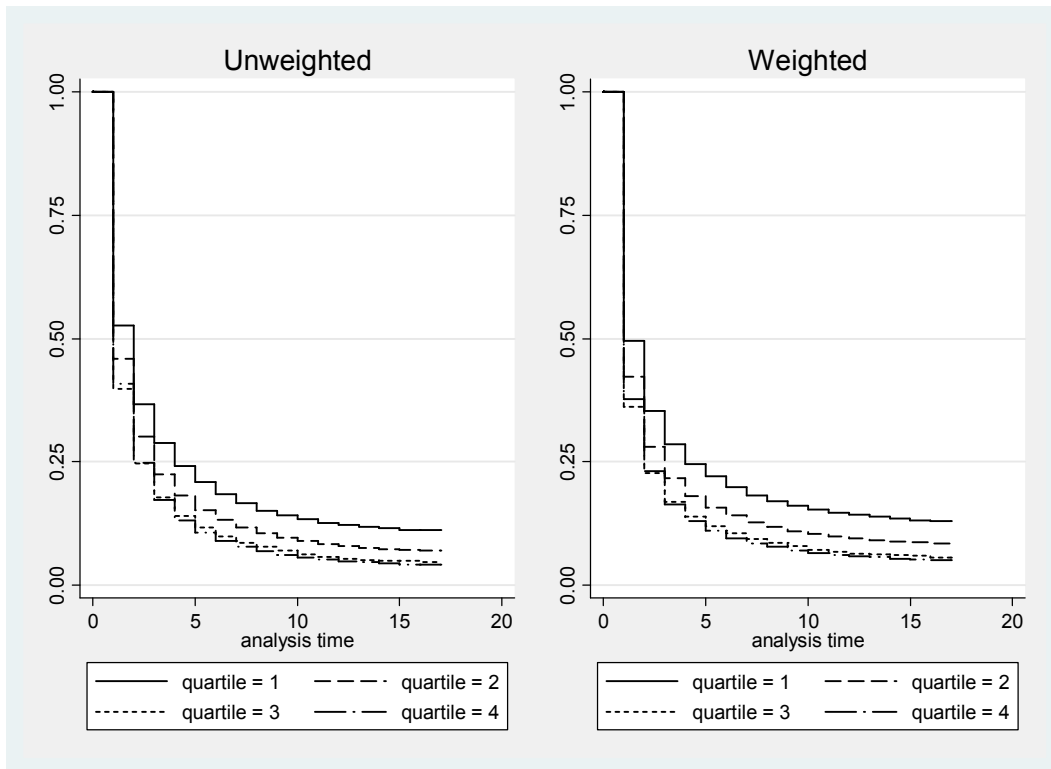 Unweighted
1.00
0.75
0.50
0.25
0.00
0 5 10 15 20
analysis time
quartile = 1 quartile = 2
quartile = 3 quartile = 4
Weighted
1.00
0.75
0.50
0.25
0.00
0 5 10 15 20
analysis time
quartile = 1 quartile = 2
quartile = 3 quartile = 4